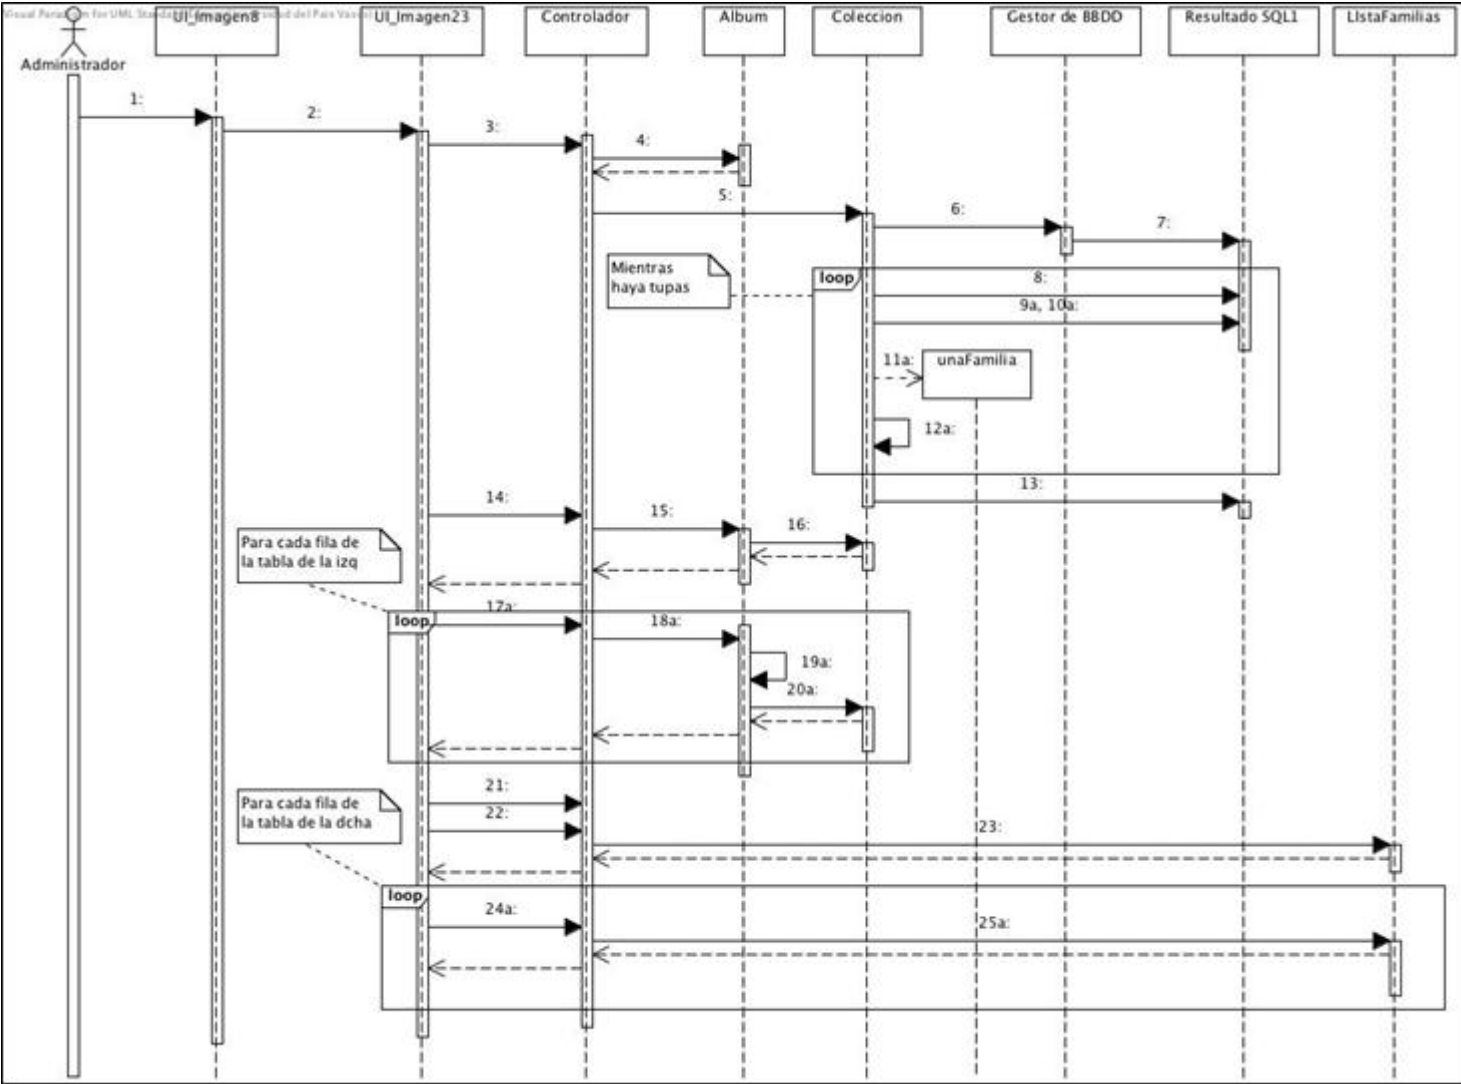 Administrador
UI_Imagen8
UI_Imagen23
Controlador
Album
Coleccion
Gestor de BBDD
Resultado SQL1
LIstaFamilias
1:
2:
3:
4:
5:
6:
7:
Mientras
haya tupas
loop
8:
9a, 10a:
11a:
unaFamilia
12a:
13:
14:
15:
16:
Para cada fila de
la tabla de la izq
loop
17a:
18a:
19a:
20a:
21:
22:
Para cada fila de
la tabla de la dcha
23:
loop
24a:
25a: